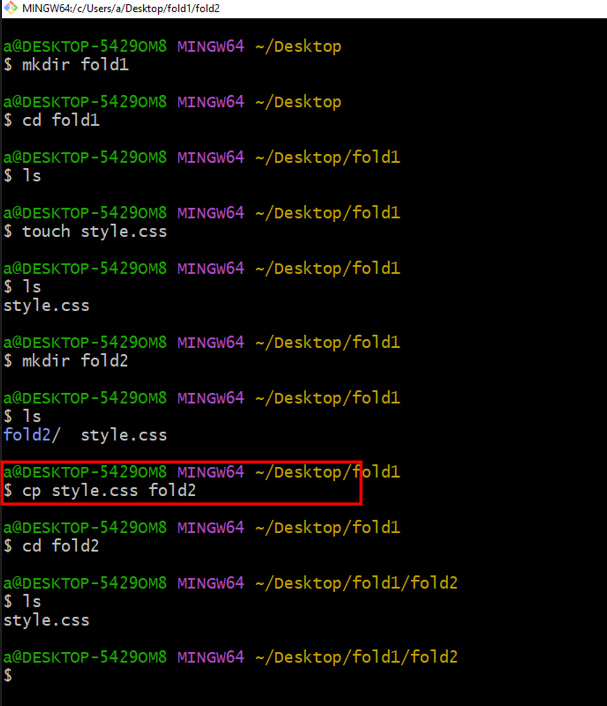 MINGW64:/c/Users/a/Desktop/fold1/fold2
a@DESKTOP-5429OM8 MINGW64 ~/Desktop
$ mkdir fold1
a@DESKTOP-5429OM8 MINGW64 ~/Desktop
$ cd fold1
a@DESKTOP-5429OM8 MINGW64 ~/Desktop/fold1
$ ls
a@DESKTOP-5429OM8 MINGW64 ~/Desktop/fold1
$ touch style.css
a@DESKTOP-5429OM8 MINGW64 ~/Desktop/fold1
$ ls
style.css
a@DESKTOP-5429OM8 MINGW64 ~/Desktop/fold1
$ mkdir fold2
a@DESKTOP-5429OM8 MINGW64 ~/Desktop/fold1
$ ls
fold2/  style.css
a@DESKTOP-5429OM8 MINGW64 ~/Desktop/fold1
$ cp style.css fold2
a@DESKTOP-5429OM8 MINGW64 ~/Desktop/fold1
$ cd fold2
a@DESKTOP-5429OM8 MINGW64 ~/Desktop/fold1/fold2
$ ls
style.css
a@DESKTOP-5429OM8 MINGW64 ~/Desktop/fold1/fold2
$